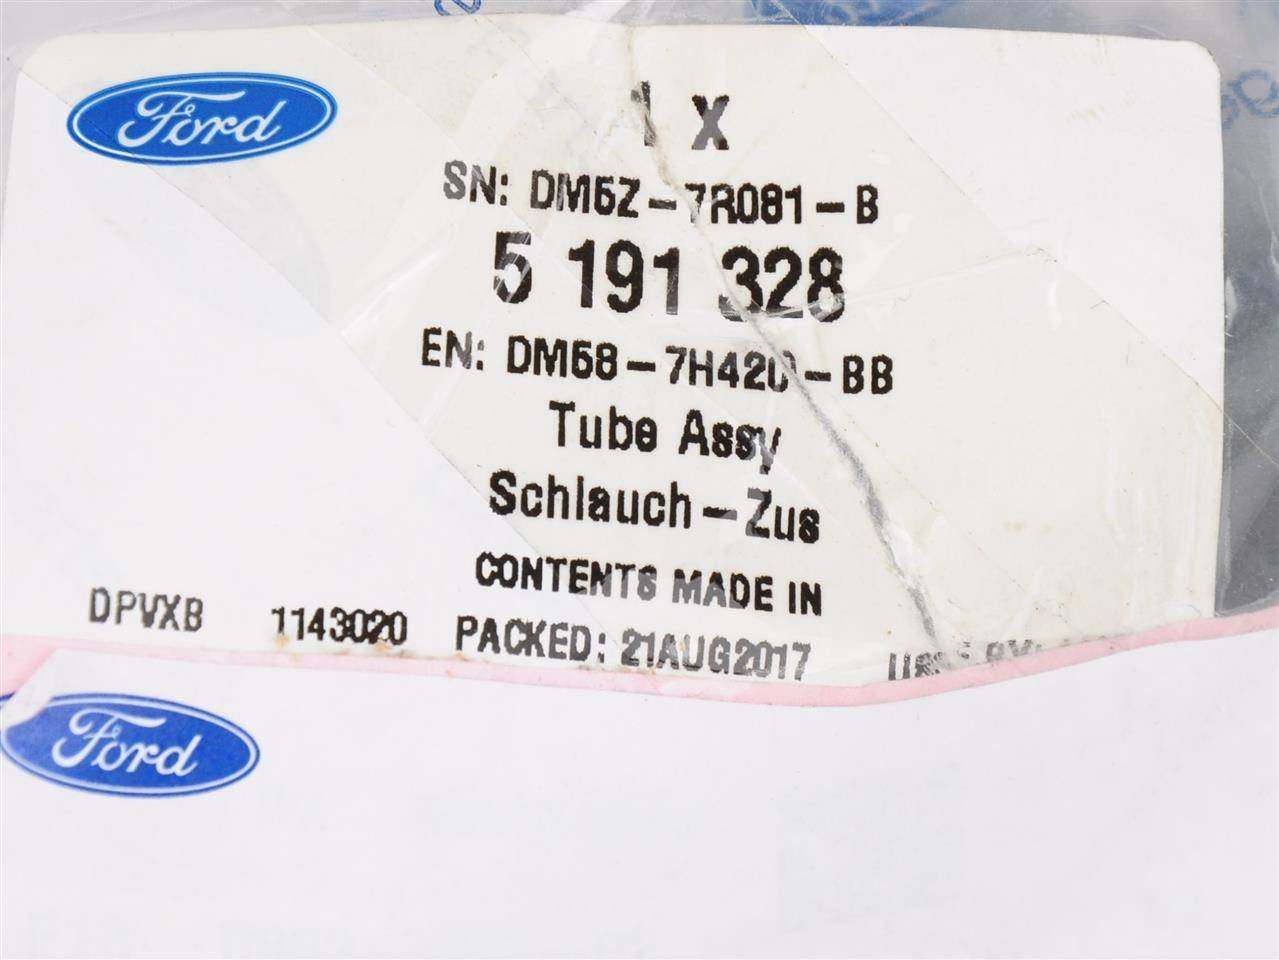 Ford
1 X
SN: DM5Z-7R081-B
5 191 328
EN: DM58-7H420-BB
Tube Assy
Schlauch-Zus
CONTENTS MADE IN
DPVXB 1143020 PACKED: 21AUG2017
Ford